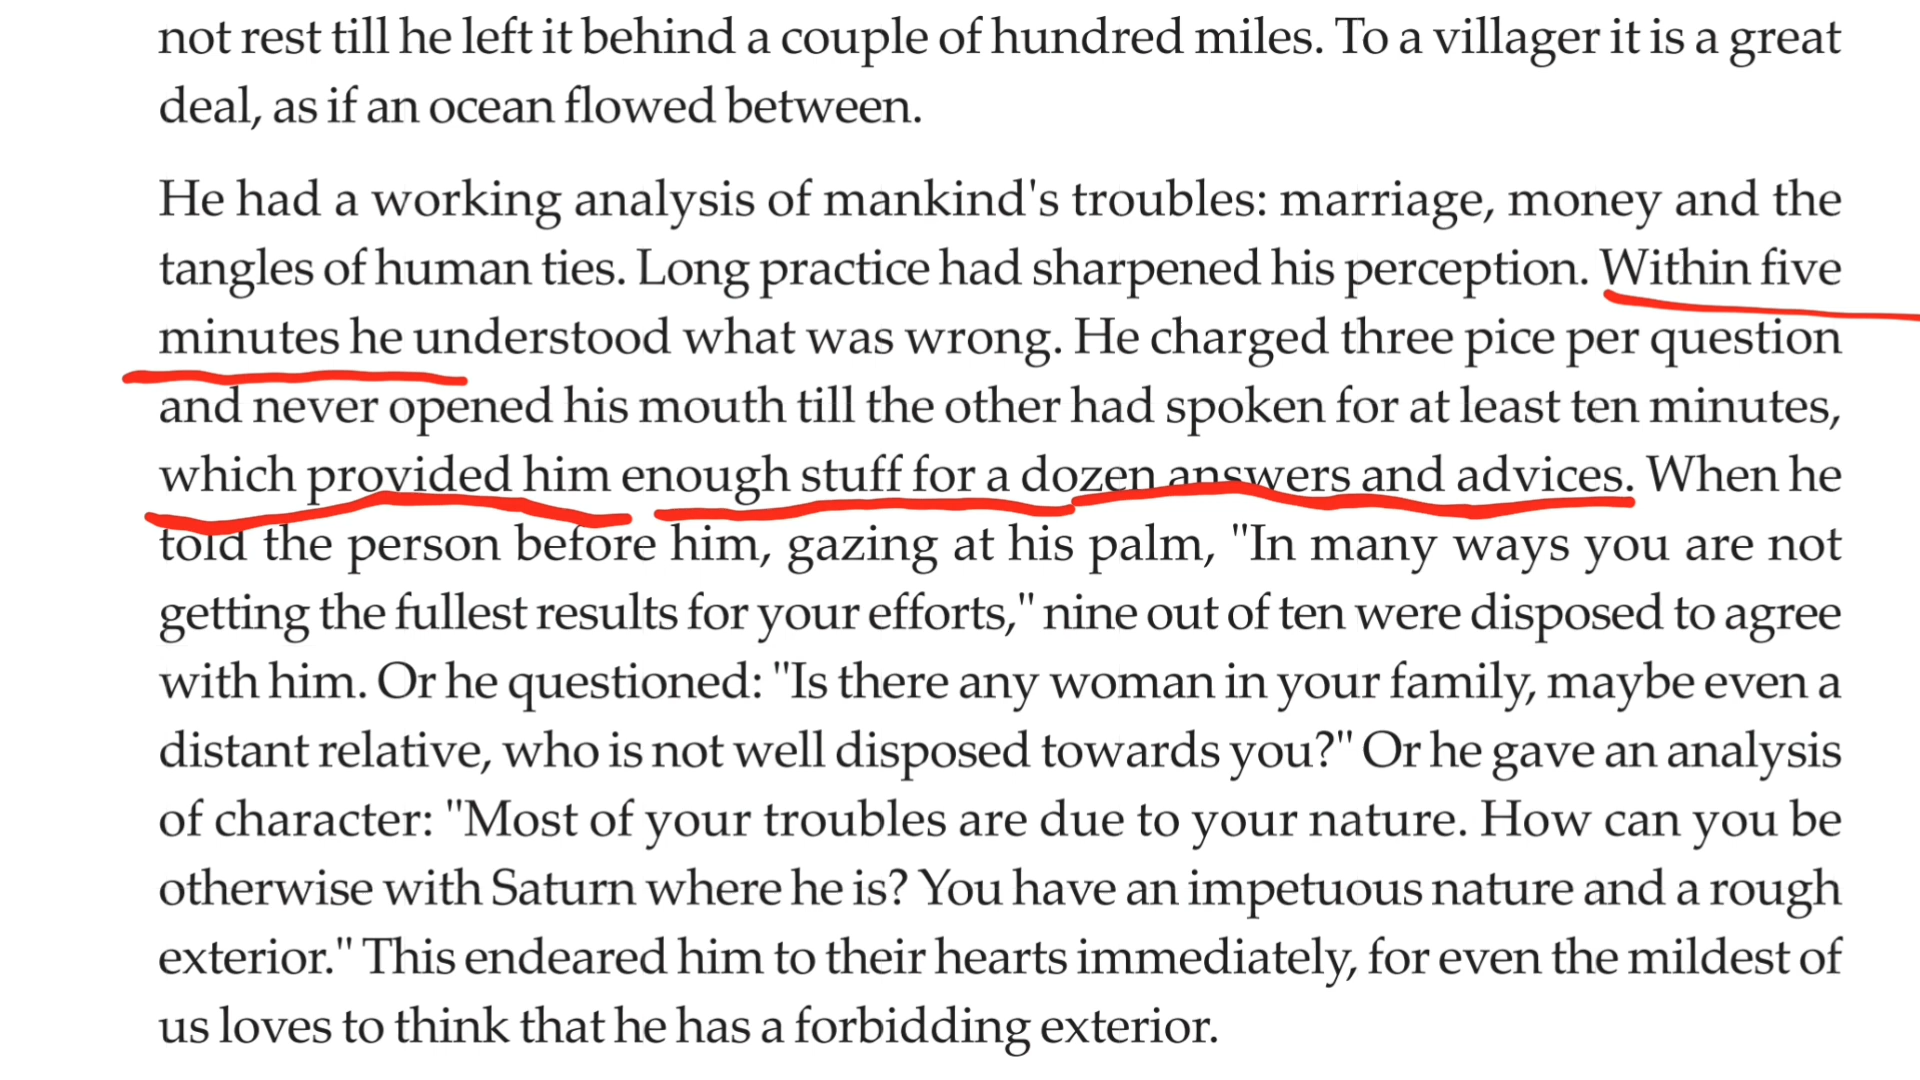 not rest till he left it behind a couple of hundred miles. To a villager it is a great
deal, as if an ocean flowed between.
He had a working analysis of mankind's troubles: marriage, money and the
tangles of human ties. Long practice had sharpened his perception. Within five
minutes he understood what was wrong. He charged three pice per question
and never opened his mouth till the other had spoken for at least ten minutes,
which provided him enough stuff for a dozen answers and advices. When he
told the person before him, gazing at his palm, "In many ways you are not
getting the fullest results for your efforts," nine out of ten were disposed to agree
with him. Or he questioned: "Is there any woman in your family, maybe even a
distant relative, who is not well disposed towards you?" Or he gave an analysis
of character: "Most of your troubles are due to your nature. How can you be
otherwise with Saturn where he is? You have an impetuous nature and a rough
exterior." This endeared him to their hearts immediately, for even the mildest of
us loves to think that he has a forbidding exterior.